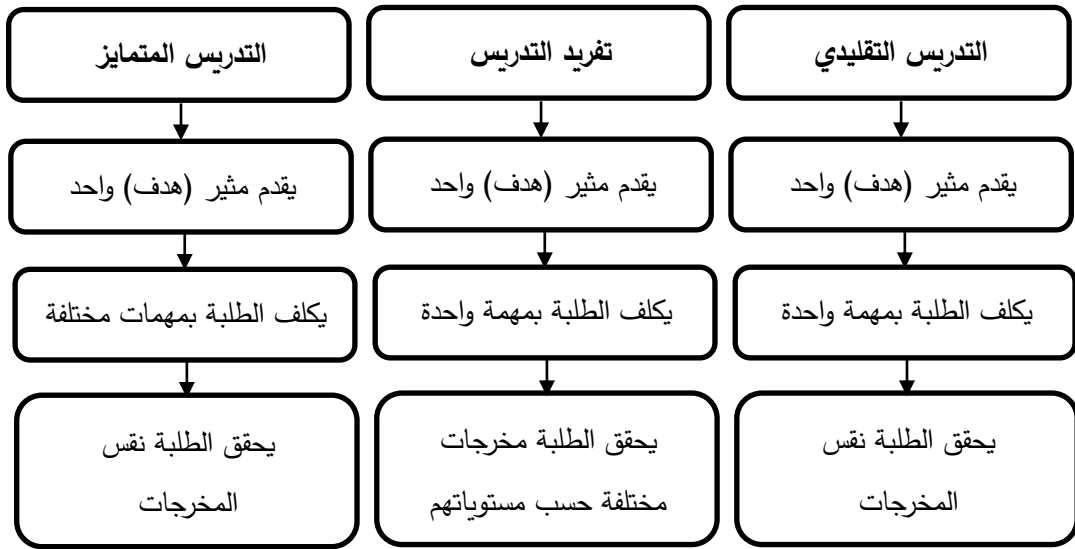 التدريس التقليدي
يقدم مثير (هدف) واحد
يكلف الطلبة بمهمة واحدة
يحقق الطلبة نقس
المخرجات
تفريد التدريس
يقدم مثير (هدف) واحد
يكلف الطلبة بمهمة واحدة
يحقق الطلبة مخرجات
مختلفة حسب مستوياتهم
التدريس المتمايز
يقدم مثير (هدف) واحد
يكلف الطلبة بمهمات مختلفة
يحقق الطلبة نقس
المخرجات